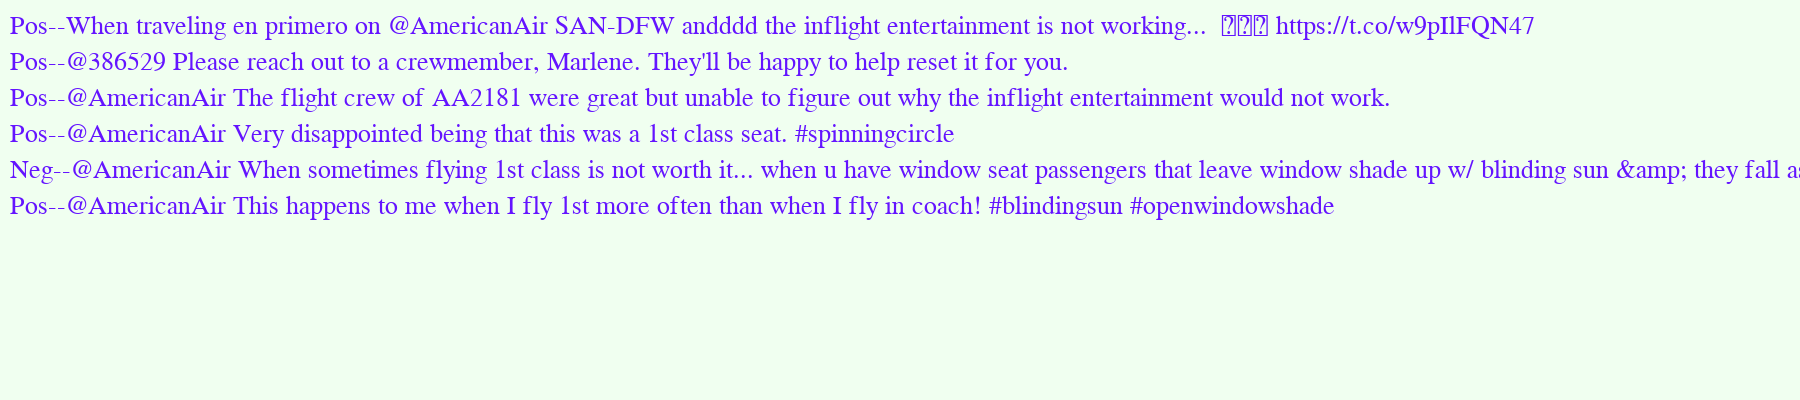 Pos--When traveling en primero on @AmericanAir SAN-DFW andddd the inflight entertainment is not working... https://t.co/w9pIlFQN47
Pos--@386529 Please reach out to a crewmember, Marlene. They'll be happy to help reset it for you.
Pos--@AmericanAir The flight crew of AA2181 were great but unable to figure out why the inflight entertainment would not work.
Pos--@AmericanAir Very disappointed being that this was a 1st class seat. #spinningcircle
Neg--@AmericanAir When sometimes flying 1st class is not worth it... when u have window seat passengers that leave window shade up w/ blinding sun &amp; they fall
Pos--@AmericanAir This happens to me when I fly 1st more often than when I fly in coach! #blindingsun #openwindowshade